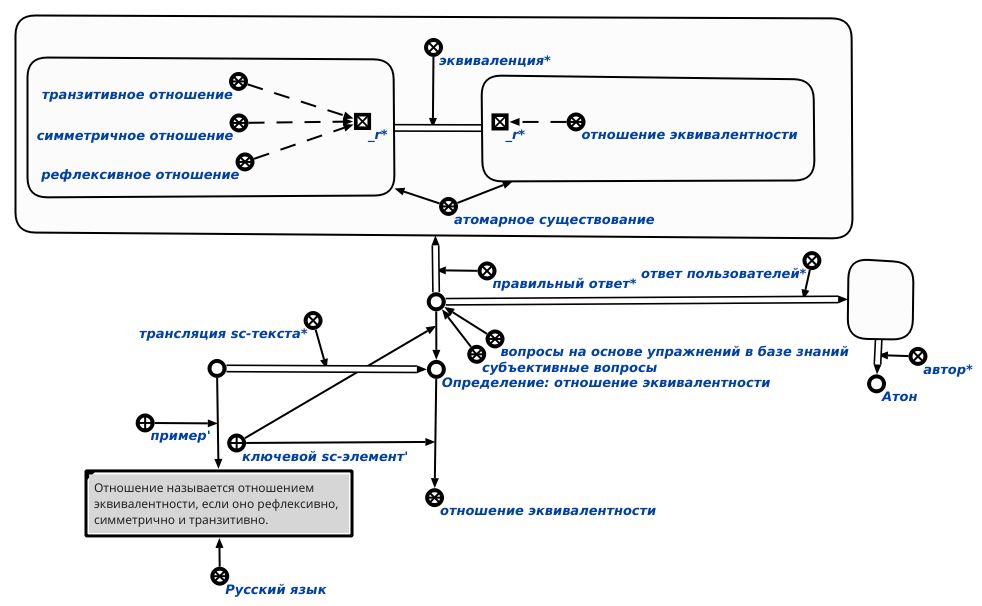 эквиваленция*
транзитивное отношение
симметричное отношение
_r*
_r*
отношение эквивалентности
рефлексивное отношение
атомарное существование
правильный ответ*
ответ пользователей*
трансляция sc-текста*
вопросы на основе упражнений в базе знаний
субъективные вопросы
Определение: отношение эквивалентности
автор*
Атон
пример'
ключевой sc-элемент'
Отношение называется отношением
эквивалентности, если оно рефлексивно,
симметрично и транзитивно.
отношение эквивалентности
Русский язык